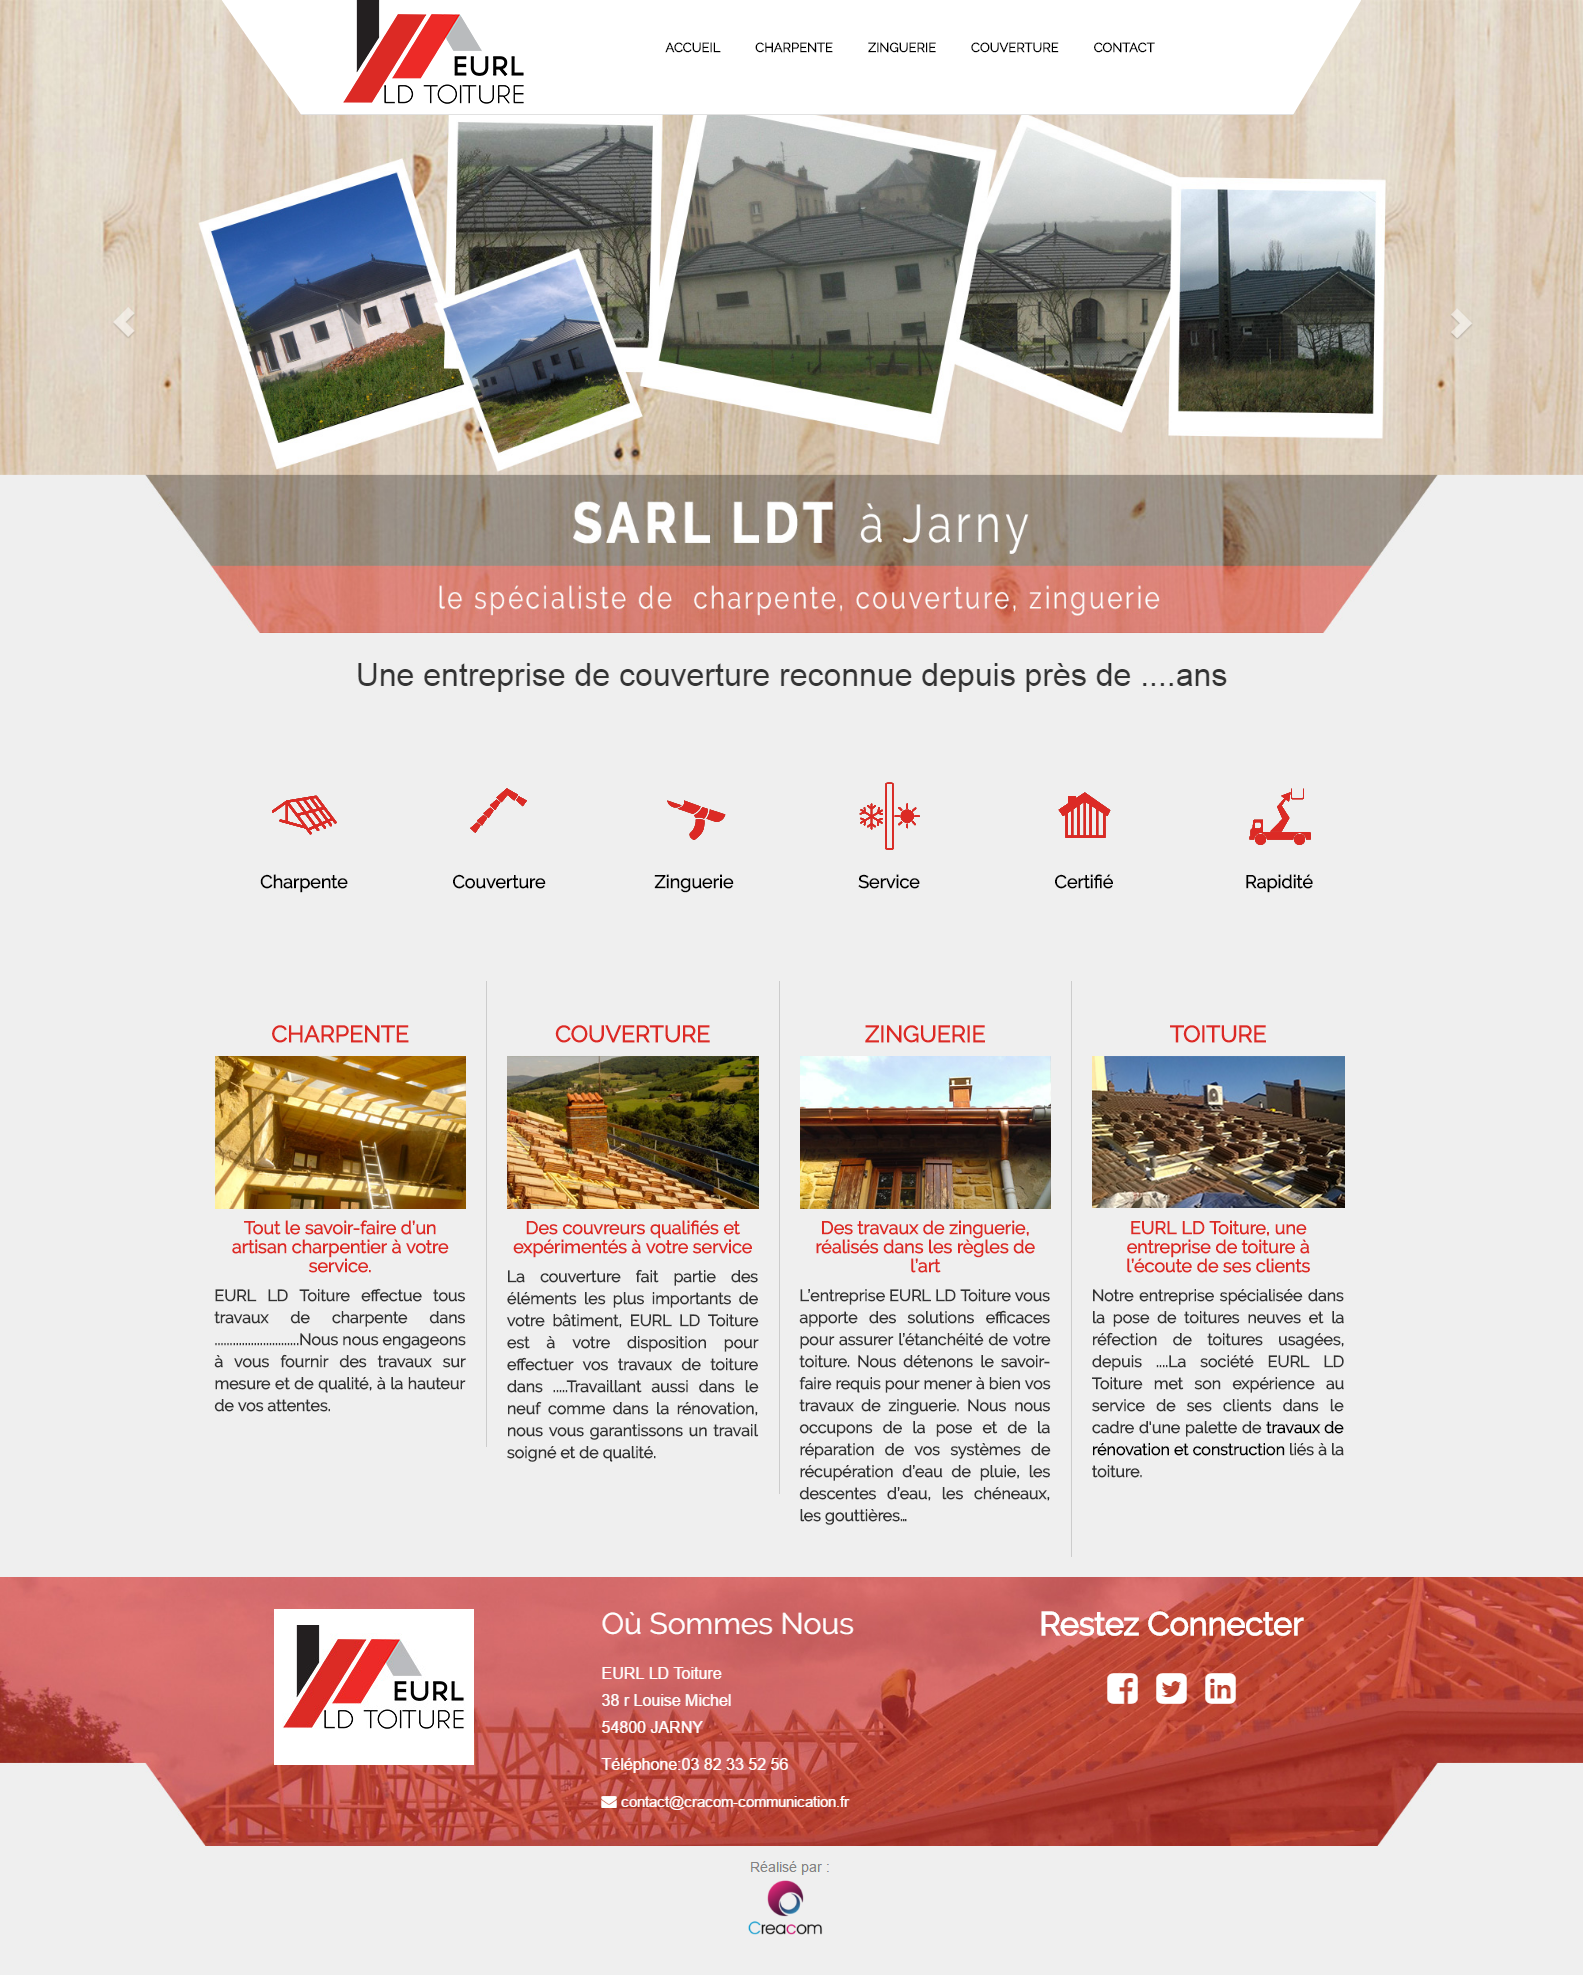 EURL
LD TOITURE
ACCUEIL CHARPENTE ZINGUERIE COUVERTURE CONTACT
SARL LDT à Jarny
le spécialiste de charpente, couverture, zinguerie
Une entreprise de couverture reconnue depuis près de ....ans
Charpente Couverture Zinguerie Service Certifié Rapidité
CHARPENTE
Tout le savoir-faire d'un
artisan charpentier à votre
service.
EURL LD Toiture effectue tous
travaux de charpente dans
............................Nous nous engageons
à vous fournir des travaux sur
mesure et de qualité, à la hauteur
de vos attentes.
COUVERTURE
Des couvreurs qualifiés et
expérimentés à votre service
La couverture fait partie des
éléments les plus importants de
votre bâtiment, EURL LD Toiture
est à votre disposition pour
effectuer vos travaux de toiture
dans .....Travaillant aussi dans le
neuf comme dans la rénovation,
nous vous garantissons un travail
soigné et de qualité.
ZINGUERIE
Des travaux de zinguerie,
réalisés dans les règles de
l'art
L'entreprise EURL LD Toiture vous
apporte des solutions efficaces
pour assurer l'étanchéité de votre
toiture. Nous détenons le savoir-
faire requis pour mener à bien vos
travaux de zinguerie. Nous nous
occupons de la pose et de la
réparation de vos systèmes de
récupération d'eau de pluie, les
descentes d'eau, les chéneaux,
les gouttières...
TOITURE
EURL LD Toiture, une
entreprise de toiture à
l'écoute de ses clients
Notre entreprise spécialisée dans
la pose de toitures neuves et la
réfection de toitures usagées,
depuis ....La société EURL LD
Toiture met son expérience au
service de ses clients dans le
cadre d'une palette de travaux de
rénovation et construction liés à la
toiture.
EURL
LD TOITURE
Où Sommes Nous
EURL LD Toiture
38 r Louise Michel
54800 JARNY
Téléphone:03 82 33 52 56
contact@cracom-communication.fr
Restez Connecter
Réalisé par :
Creacom